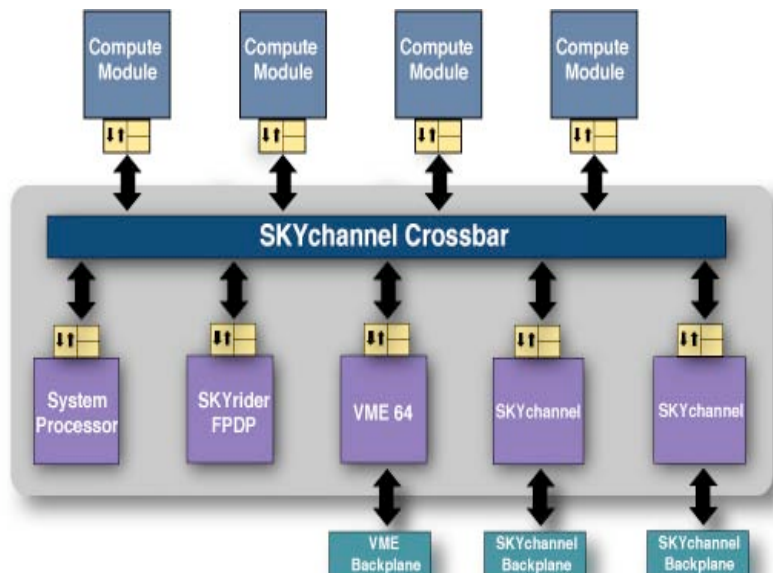 Compute
Module
Compute
Module
Compute
Module
Compute
Module
SKYchannel Crossbar
System
Processor
SKYrider
FPDP
VME 64
SKYchannel
SKYchannel
VME
Backplane
SKYchannel
Backplane
SKYchannel
Backplane